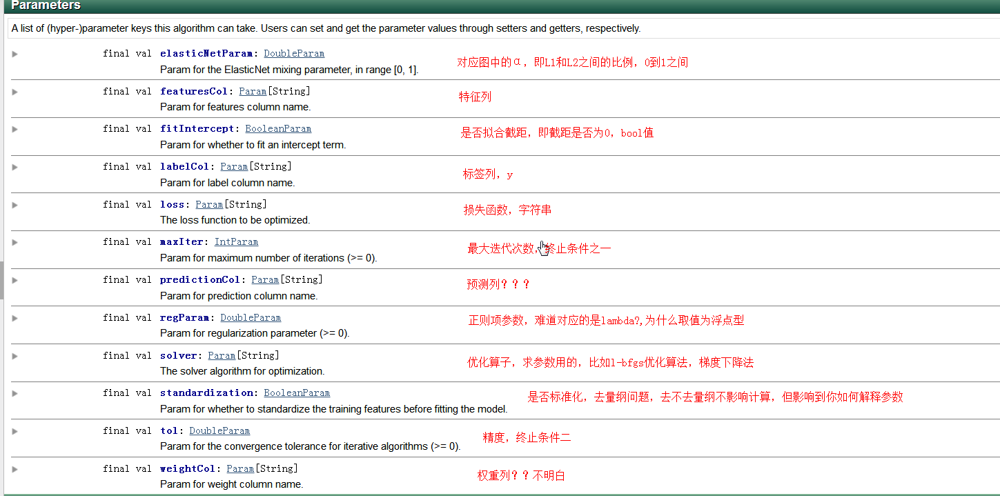 Parameters
A list of (hyper-)parameter keys this algorithm can take. Users can set and get the parameter values through setters and getters, respectively.
final val elasticNetParam: DoubleParam
Param for the ElasticNet mixing parameter, in range [0, 1].
对应图中的α，即L1和L2之间的比例，0到1之间
final val featuresCol: Param[String]
Param for features column name.
特征列
final val fitIntercept: BooleanParam
Param for whether to fit an intercept term.
是否拟合截距，即截距是否为0，bool值
final val labelCol: Param[String]
Param for label column name.
标签列，y
final val loss: Param[String]
The loss function to be optimized.
损失函数，字符串
final val maxIter: IntParam
Param for maximum number of iterations (>= 0).
最大迭代次数，终止条件之一
final val predictionCol: Param[String]
Param for prediction column name.
预测列？？？
final val regParam: DoubleParam
Param for regularization parameter (>= 0).
正则项参数，难道对应的是lambda?,为什么取值为浮点型
final val solver: Param[String]
The solver algorithm for optimization.
优化算子，求参数用的，比如l-bfgs优化算法，梯度下降法
final val standardization: BooleanParam
Param for whether to standardize the training features before fitting the model.
是否标准化，去量纲问题，去不去量纲不影响计算，但影响到你如何解释参数
final val tol: DoubleParam
Param for the convergence tolerance for iterative algorithms (>= 0).
精度，终止条件二
final val weightCol: Param[String]
Param for weight column name.
权重列？？不明白